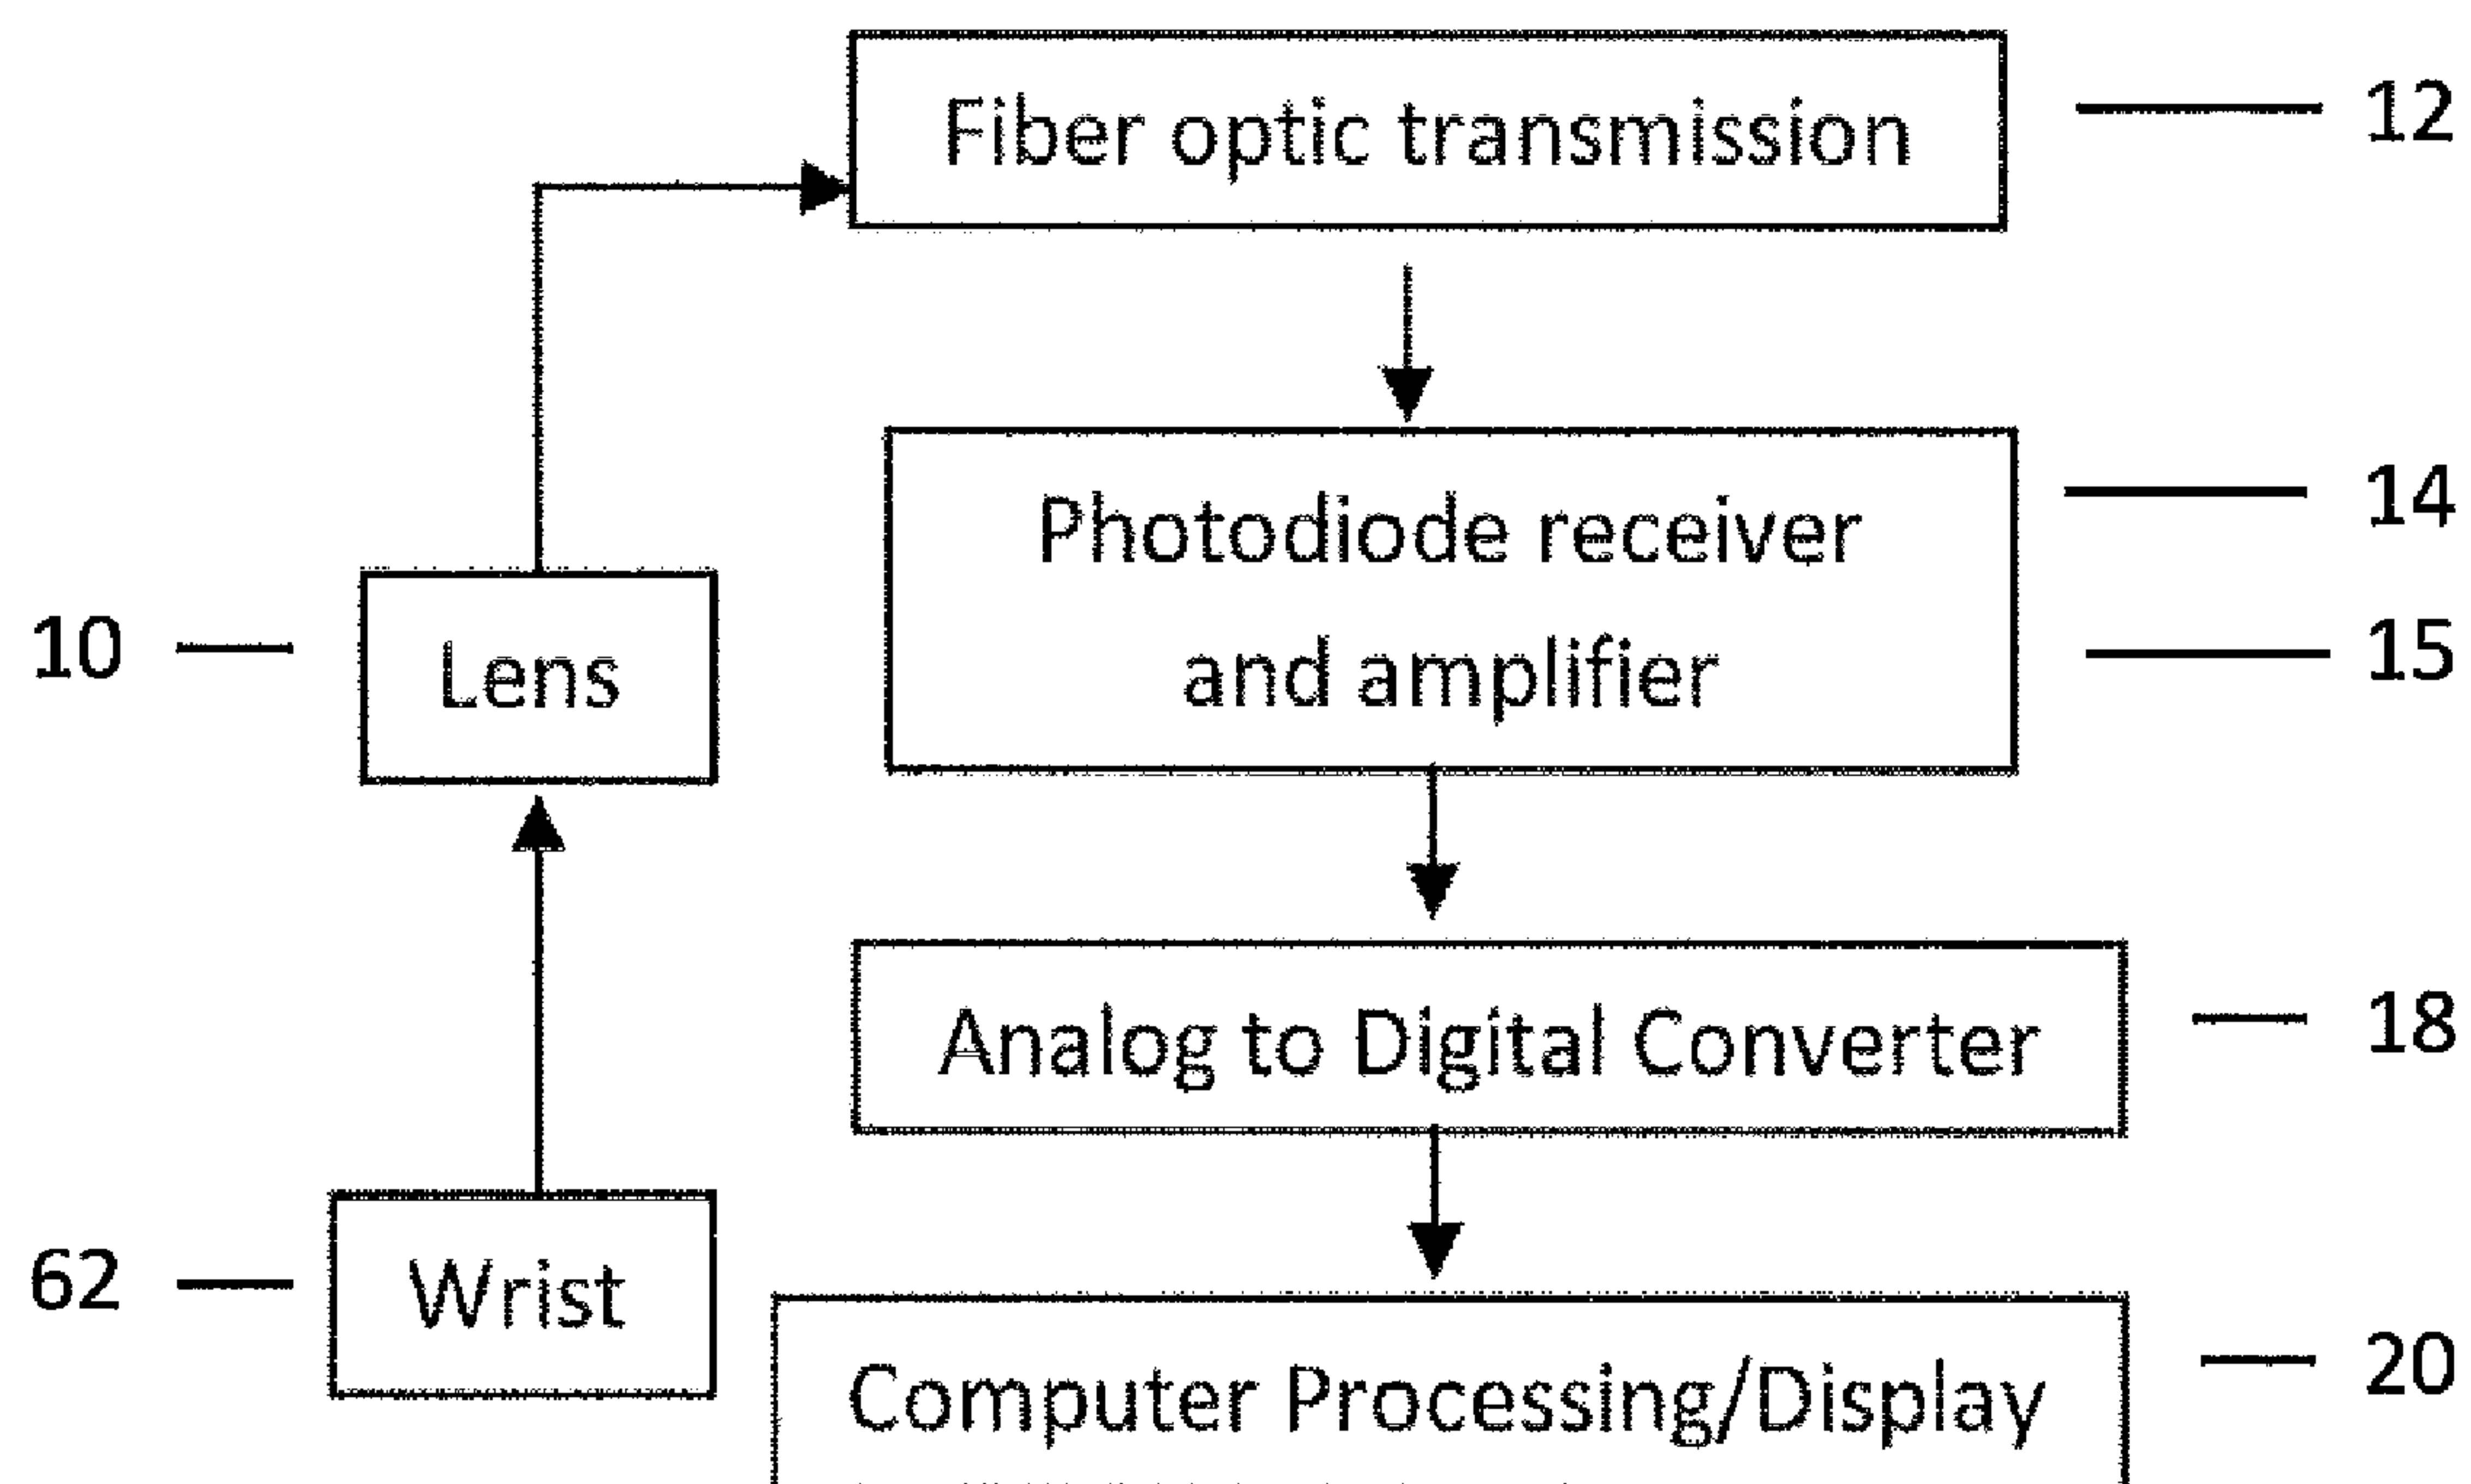 Fiber optic transmission
12
Photodiode receiver
and amplifier
14
15
10
Lens
Analog to Digital Converter
18
62
Wrist
Computer Processing/Display
20